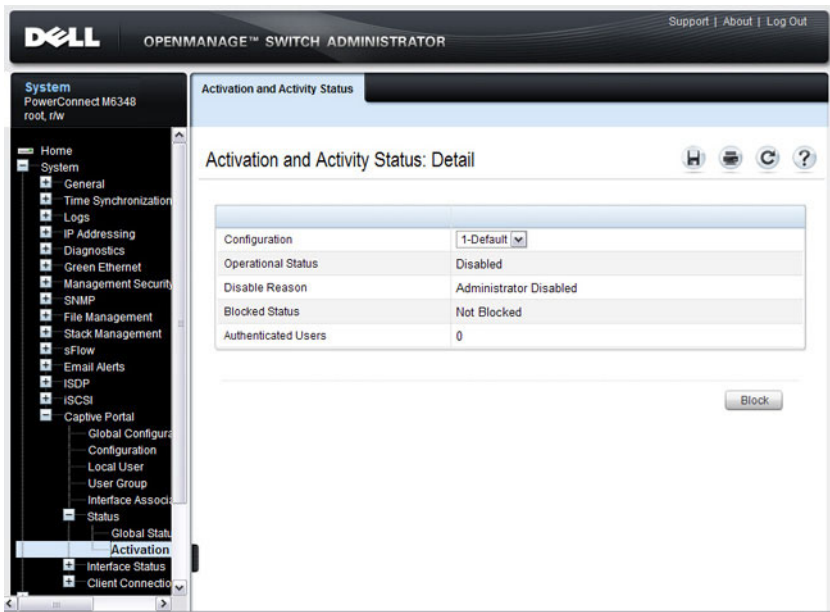 DELL
OPENMANAGE™ SWITCH ADMINISTRATOR
Support | About | Log Out
System
PowerConnect M6348
root, r/w
Activation and Activity Status
Home
System
General
Time Synchronization
Logs
IP Addressing
Diagnostics
Green Ethernet
Management Security
SNMP
File Management
Stack Management
sFlow
Email Alerts
ISDP
iSCSI
Captive Portal
Global Configura
Configuration
Local User
User Group
Interface Associa
Status
Global Statu
Activation
Interface Status
Client Connectio
Activation and Activity Status: Detail
Configuration 1-Default
Operational Status Disabled
Disable Reason Administrator Disabled
Blocked Status Not Blocked
Authenticated Users 0
Block